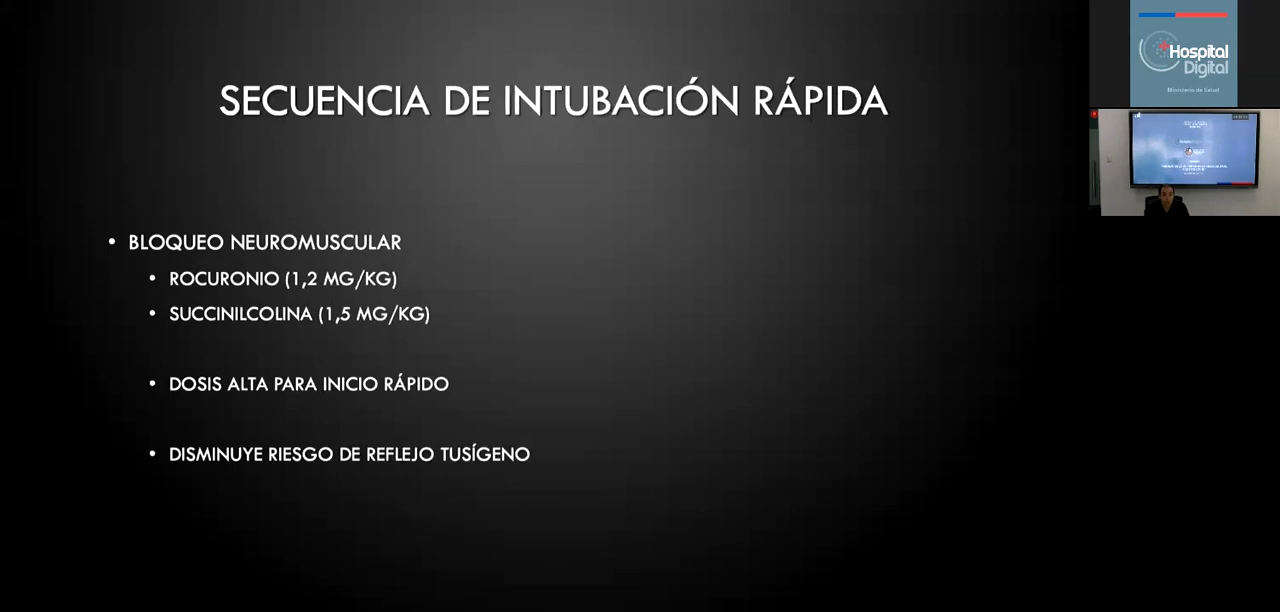 SECUENCIA DE INTUBACIÓN RÁPIDA
• BLOQUEO NEUROMUSCULAR
• ROCURONIO (1,2 MG/KG)
• SUCCINILCOLINA (1,5 MG/KG)
• DOSIS ALTA PARA INICIO RÁPIDO
• DISMINUYE RIESGO DE REFLEJO TUSÍGENO
Hospital
Digital
Ministerio de Salud